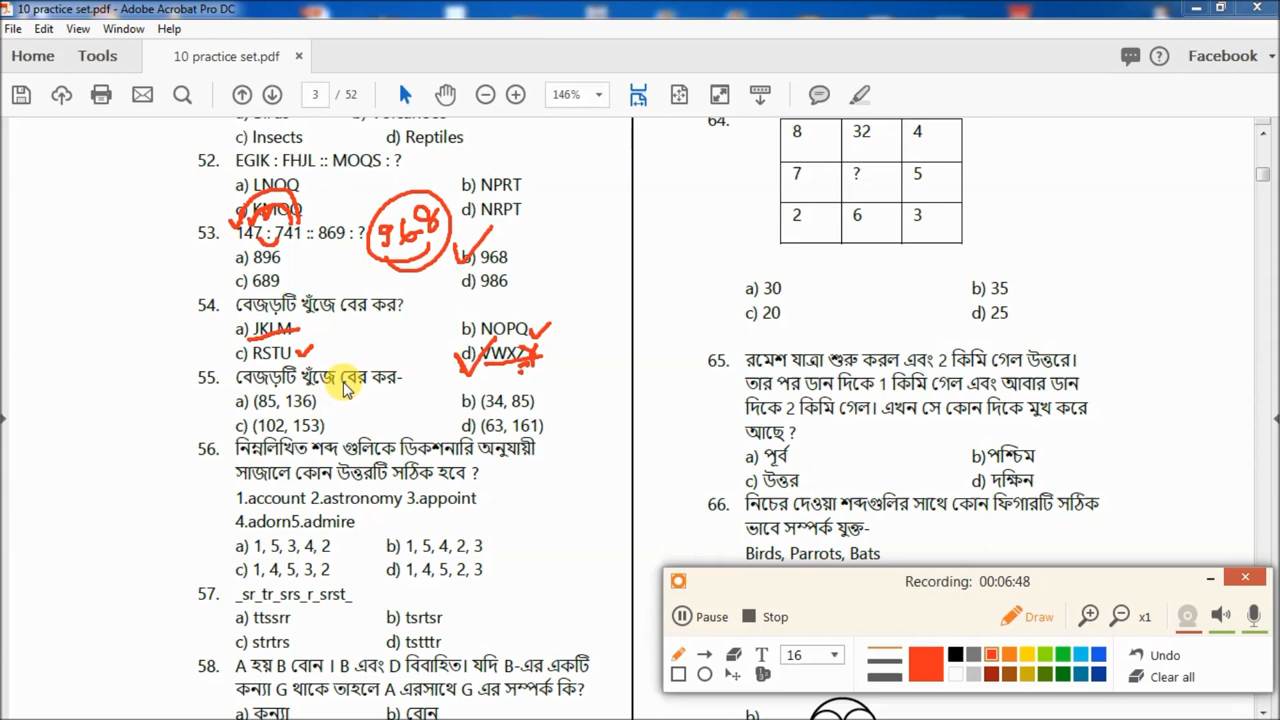 10 practice set.pdf - Adobe Acrobat Pro DC
File Edit View Window Help
Home Tools 10 practice set.pdf × Facebook
3 / 52 146%
c) Insects d) Reptiles
52. EGIK : FHJL :: MOQS : ?
a) LNOQ b) NPRT
c) KMOQ d) NRPT
53. 147 : 741 :: 869 : ?
968
a) 896 b) 968
c) 689 d) 986
54. বেজড়টি খুঁজে বের কর?
a) JKLM b) NOPQ
c) RSTU d) VWXZ
55. বেজড়টি খুঁজে বের কর-
a) (85, 136) b) (34, 85)
c) (102, 153) d) (63, 161)
56. নিম্নলিখিত শব্দ গুলিকে ডিকশনারি অনুযায়ী
সাজালে কোন উত্তরটি সঠিক হবে ?
1.account 2.astronomy 3.appoint
4.adorn5.admire
a) 1, 5, 3, 4, 2 b) 1, 5, 4, 2, 3
c) 1, 4, 5, 3, 2 d) 1, 4, 5, 2, 3
57. _sr_tr_srs_r_srst_
a) ttssrr b) tsrtsr
c) strtrs d) tstttr
58. A হয় B বোন । B এবং D বিবাহিত। যদি B-এর একটি
কন্যা G থাকে তাহলে A এরসাথে G এর সম্পর্ক কি?
a) কন্যা b) বোন
64.
8 32 4
7 ? 5
2 6 3
a) 30 b) 35
c) 20 d) 25
65. রমেশ যাত্রা শুরু করল এবং 2 কিমি গেল উত্তরে।
তার পর ডান দিকে 1 কিমি গেল এবং আবার ডান
দিকে 2 কিমি গেল। এখন সে কোন দিকে মুখ করে
আছে ?
a) পূর্ব b)পশ্চিম
c) উত্তর d) দক্ষিন
66. নিচের দেওয়া শব্দগুলির সাথে কোন ফিগারটি সঠিক
ভাবে সম্পর্ক যুক্ত-
Birds, Parrots, Bats
Recording: 00:06:48
Pause Stop Draw x1
T 16 Undo
Clear all
b)